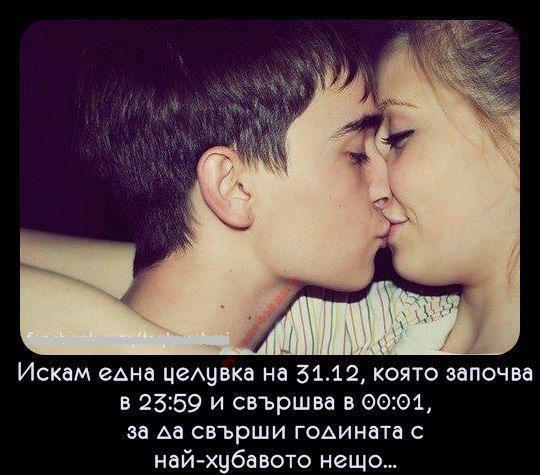 Искам една целувка на 31.12, която започва
в 23:59 и свършва в 00:01,
за да свърши годината с
най-хубавото нещо...